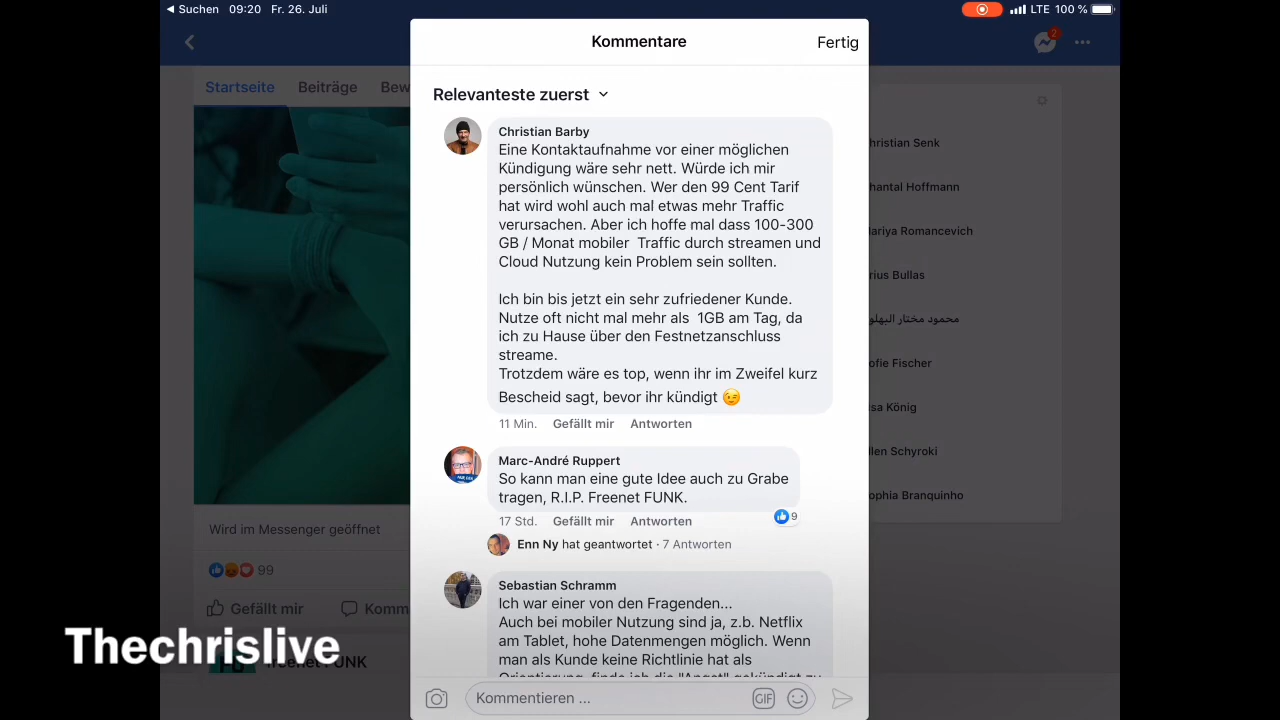 Suchen 09:20 Fr. 26. Juli LTE 100 %
Kommentare
Fertig
2
Startseite Beiträge Bew
Relevanteste zuerst
Christian Barby
Eine Kontaktaufnahme vor einer möglichen
Kündigung wäre sehr nett. Würde ich mir
persönlich wünschen. Wer den 99 Cent Tarif
hat wird wohl auch mal etwas mehr Traffic
verursachen. Aber ich hoffe mal dass 100-300
GB / Monat mobiler Traffic durch streamen und
Cloud Nutzung kein Problem sein sollten.
Ich bin bis jetzt ein sehr zufriedener Kunde.
Nutze oft nicht mal mehr als 1GB am Tag, da
ich zu Hause über den Festnetzanschluss
streame.
Trotzdem wäre es top, wenn ihr im Zweifel kurz
Bescheid sagt, bevor ihr kündigt 😉
11 Min. Gefällt mir Antworten
Marc-André Ruppert
So kann man eine gute Idee auch zu Grabe
tragen, R.I.P. Freenet FUNK.
9
17 Std. Gefällt mir Antworten
Enn Ny hat geantwortet · 7 Antworten
Sebastian Schramm
Ich war einer von den Fragenden...
Auch bei mobiler Nutzung sind ja, z.b. Netflix
am Tablet, hohe Datenmengen möglich. Wenn
man als Kunde keine Richtlinie hat als
Orientierung, finde ich die "Angst" gekündigt zu
Kommentieren ...
GIF
Wird im Messenger geöffnet
99
Gefällt mir Komm
freenet FUNK
Thechrislive
hristian Senk
hantal Hoffmann
ariya Romancevich
rius Bullas
محمود مختار البهلو
ofie Fischer
sa König
llen Schyroki
ophia Branquinho